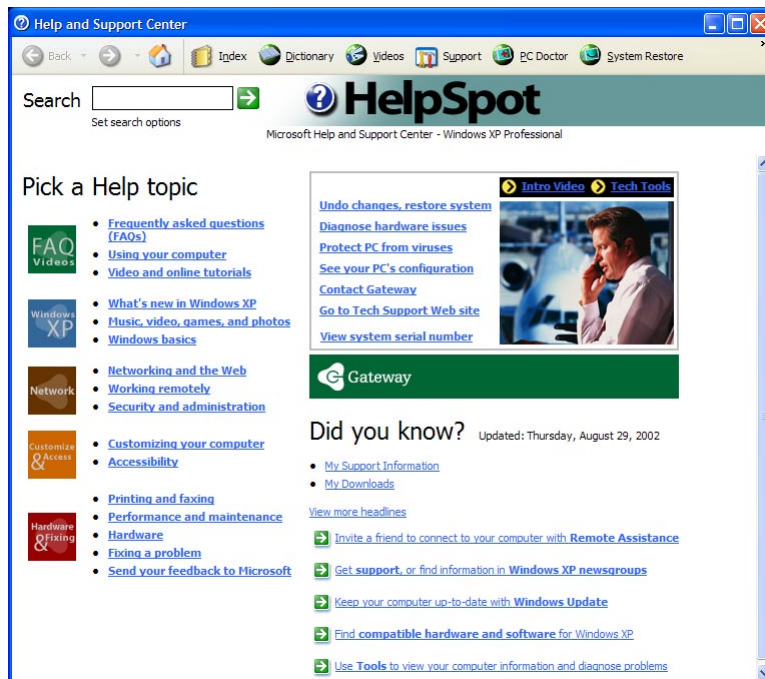 Help and Support Center
Back
Index
Dictionary
Videos
Support
PC Doctor
System Restore
Search
Set search options
HelpSpot
Microsoft Help and Support Center - Windows XP Professional
Pick a Help topic
FAQ
Videos
Frequently asked questions
(FAQs)
Using your computer
Video and online tutorials
Windows
XP
What's new in Windows XP
Music, video, games, and photos
Windows basics
Network
Networking and the Web
Working remotely
Security and administration
Customize
& Access
Customizing your computer
Accessibility
Hardware
& Fixing
Printing and faxing
Performance and maintenance
Hardware
Fixing a problem
Send your feedback to Microsoft
Intro Video Tech Tools
Undo changes, restore system
Diagnose hardware issues
Protect PC from viruses
See your PC's configuration
Contact Gateway
Go to Tech Support Web site
View system serial number
Gateway
Did you know? Updated: Thursday, August 29, 2002
My Support Information
My Downloads
View more headlines
Invite a friend to connect to your computer with Remote Assistance
Get support, or find information in Windows XP newsgroups
Keep your computer up-to-date with Windows Update
Find compatible hardware and software for Windows XP
Use Tools to view your computer information and diagnose problems